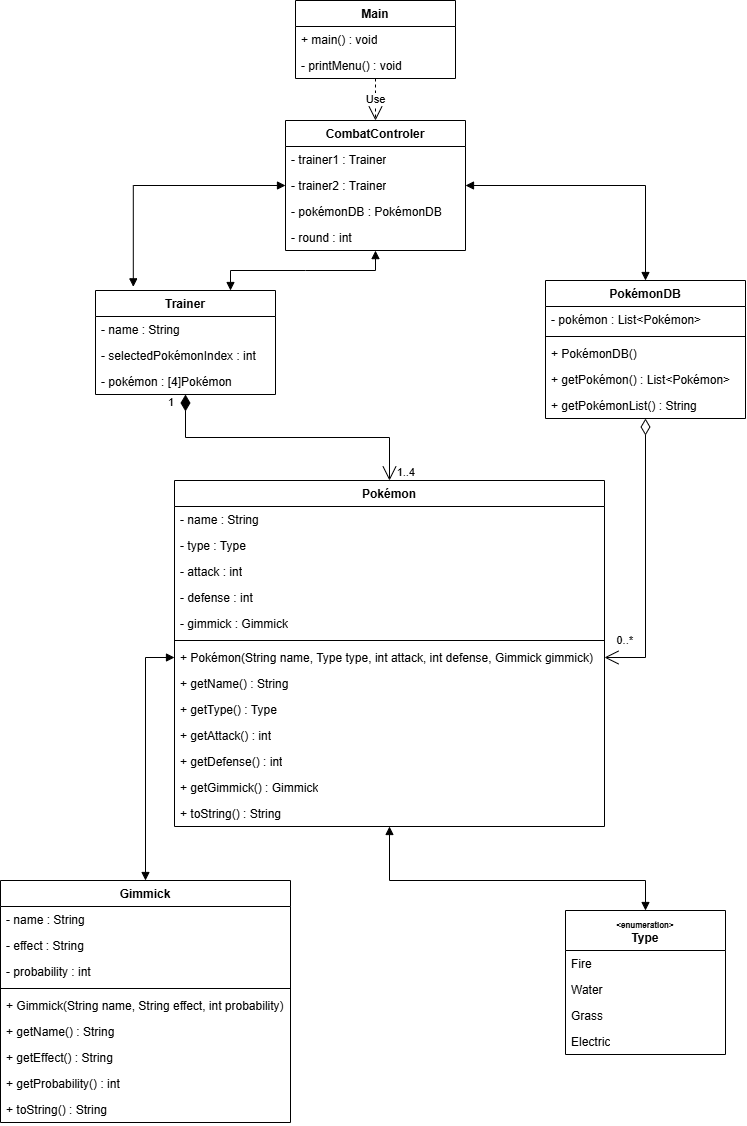 Main
+ main() : void
- printMenu() : void
Use
CombatControler
- trainer1 : Trainer
- trainer2 : Trainer
- pokémonDB : PokémonDB
- round : int
Trainer
- name : String
- selectedPokémonIndex : int
- pokémon : [4]Pokémon
1
PokémonDB
- pokémon : List<Pokémon>
+ PokémonDB()
+ getPokémon() : List<Pokémon>
+ getPokémonList() : String
1..4
0..*
Pokémon
- name : String
- type : Type
- attack : int
- defense : int
- gimmick : Gimmick
+ Pokémon(String name, Type type, int attack, int defense, Gimmick gimmick)
+ getName() : String
+ getType() : Type
+ getAttack() : int
+ getDefense() : int
+ getGimmick() : Gimmick
+ toString() : String
Gimmick
- name : String
- effect : String
- probability : int
+ Gimmick(String name, String effect, int probability)
+ getName() : String
+ getEffect() : String
+ getProbability() : int
+ toString() : String
<enumeration>
Type
Fire
Water
Grass
Electric